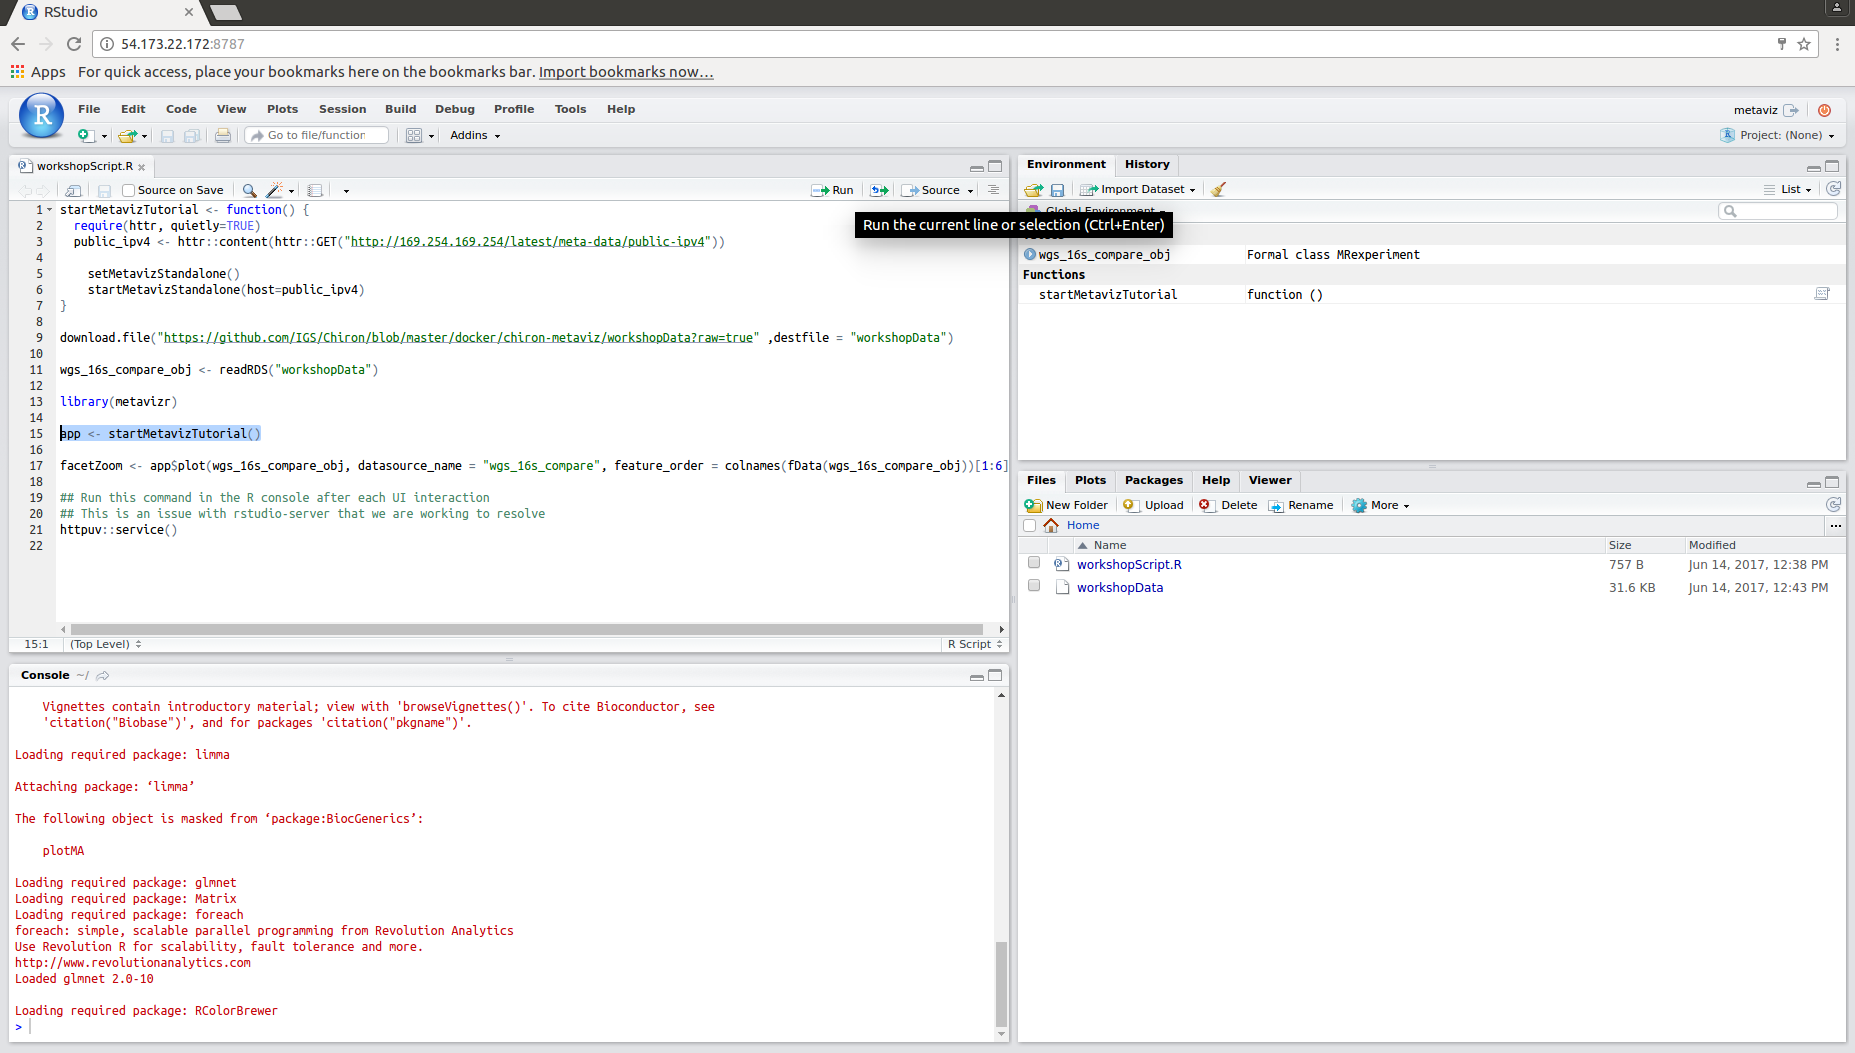 RStudio
54.173.22.172:8787
Apps For quick access, place your bookmarks here on the bookmarks bar. Import bookmarks now...
File Edit Code View Plots Session Build Debug Profile Tools Help
metaviz
Go to file/function Addins
Project: (None)
workshopScript.R
Source on Save Run Source
1 startMetavizTutorial <- function() {
2 require(httr, quietly=TRUE)
3 public_ipv4 <- httr::content(httr::GET("http://169.254.169.254/latest/meta-data/public-ipv4"))
4
5 setMetavizStandalone()
6 startMetavizStandalone(host=public_ipv4)
7 }
8
9 download.file("https://github.com/IGS/Chiron/blob/master/docker/chiron-metaviz/workshopData?raw=true" ,destfile = "workshopData")
10
11 wgs_16s_compare_obj <- readRDS("workshopData")
12
13 library(metavizr)
14
15 app <- startMetavizTutorial()
16
17 facetZoom <- app$plot(wgs_16s_compare_obj, datasource_name = "wgs_16s_compare", feature_order = colnames(fData(wgs_16s_compare_obj))[1:6]
18
19 ## Run this command in the R console after each UI interaction
20 ## This is an issue with rstudio-server that we are working to resolve
21 httpuv::service()
22
15:1 (Top Level) R Script
Run the current line or selection (Ctrl+Enter)
Console ~/
Vignettes contain introductory material; view with 'browseVignettes()'. To cite Bioconductor, see
'citation("Biobase")', and for packages 'citation("pkgname")'.
Loading required package: limma
Attaching package: ‘limma’
The following object is masked from ‘package:BiocGenerics’:
plotMA
Loading required package: glmnet
Loading required package: Matrix
Loading required package: foreach
foreach: simple, scalable parallel programming from Revolution Analytics
Use Revolution R for scalability, fault tolerance and more.
http://www.revolutionanalytics.com
Loaded glmnet 2.0-10
Loading required package: RColorBrewer
>
Environment History
Import Dataset List
Global Environment
wgs_16s_compare_obj Formal class MRexperiment
Functions
startMetavizTutorial function ()
Files Plots Packages Help Viewer
New Folder Upload Delete Rename More
Home
Name Size Modified
workshopScript.R 757 B Jun 14, 2017, 12:38 PM
workshopData 31.6 KB Jun 14, 2017, 12:43 PM